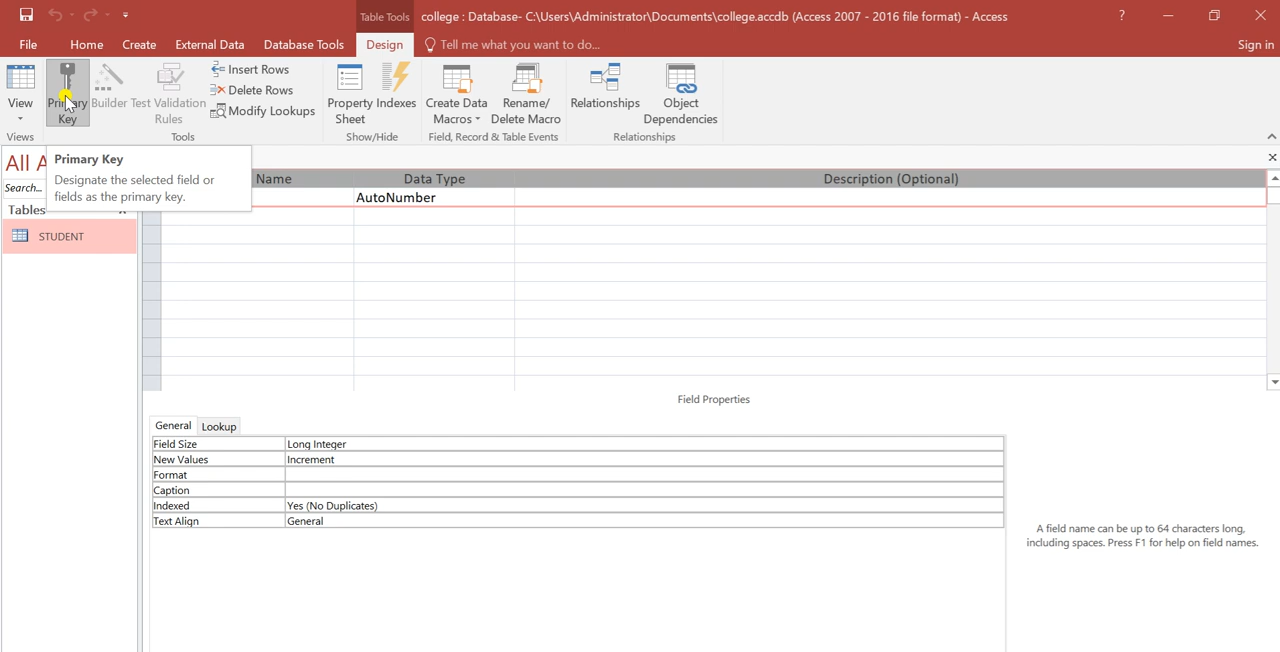 Table Tools college : Database- C:\Users\Administrator\Documents\college.accdb (Access 2007 - 2016 file format) - Access ?
File Home Create External Data Database Tools Design Tell me what you want to do... Sign in
View
Primary Key
Builder
Test Validation Rules
Insert Rows
Delete Rows
Modify Lookups
Property Sheet
Indexes
Create Data Macros
Rename/ Delete Macro
Relationships
Object Dependencies
Views Tools Show/Hide Field, Record & Table Events Relationships
Primary Key
Designate the selected field or
fields as the primary key.
All A
Search...
Tables
STUDENT
Name Data Type Description (Optional)
AutoNumber
Field Properties
General Lookup
Field Size Long Integer
New Values Increment
Format
Caption
Indexed Yes (No Duplicates)
Text Align General
A field name can be up to 64 characters long,
including spaces. Press F1 for help on field names.